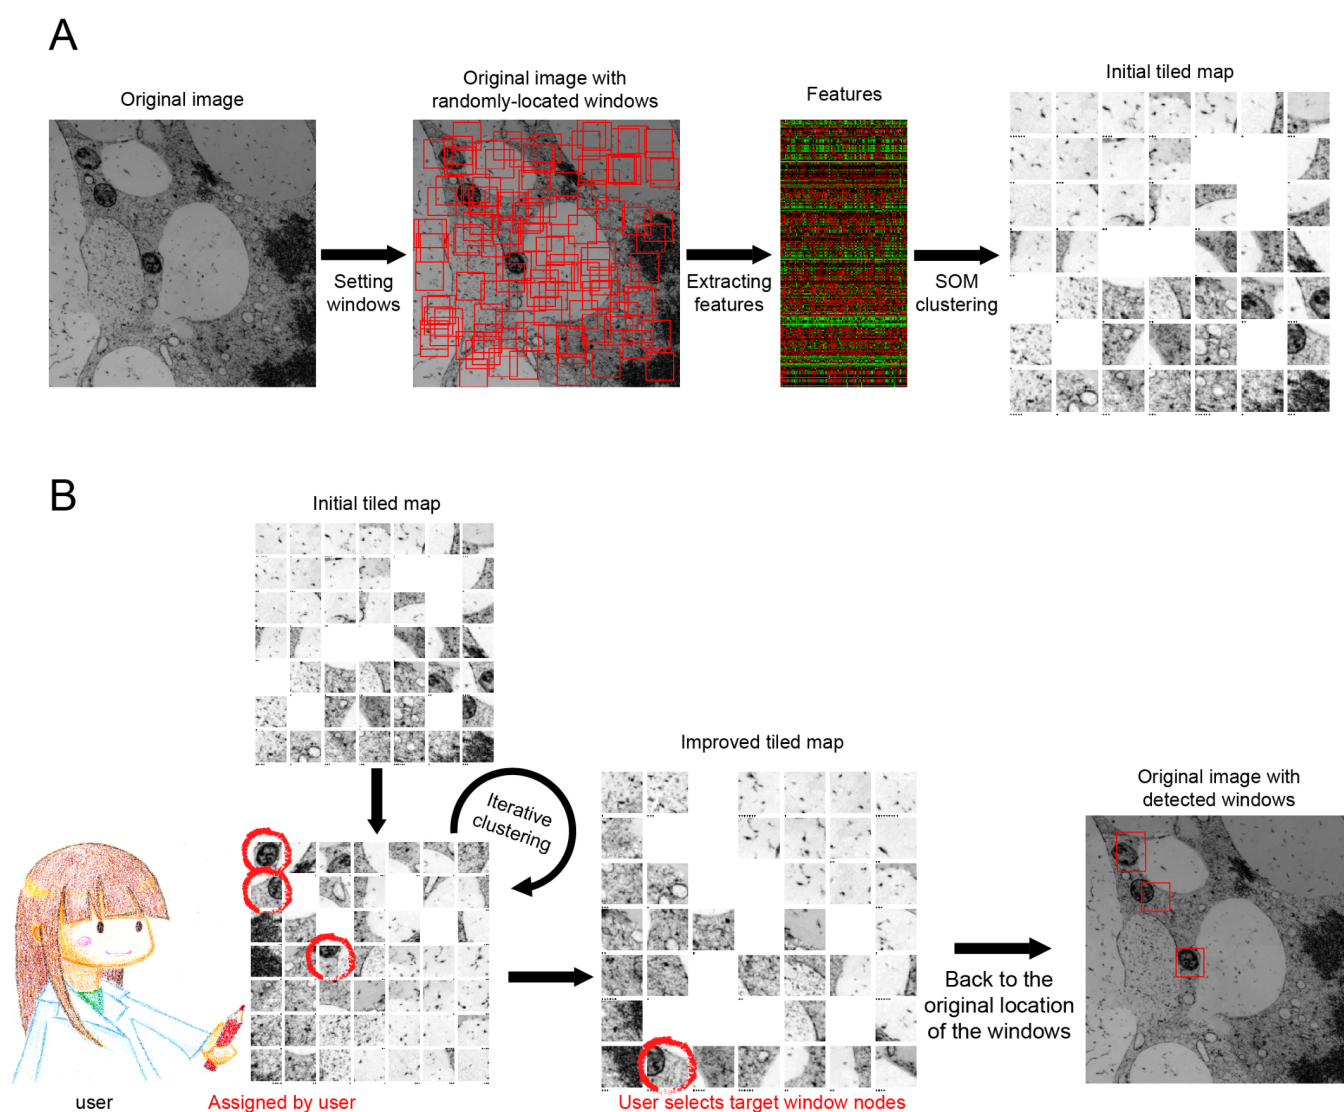 A
Original image
Original image with
randomly-located windows
Features
Initial tiled map
Setting
windows
Extracting
features
SOM
clustering
B
Initial tiled map
Iterative
clustering
Improved tiled map
Original image with
detected windows
Back to the
original location
of the windows
user
Assigned by user
User selects target window nodes